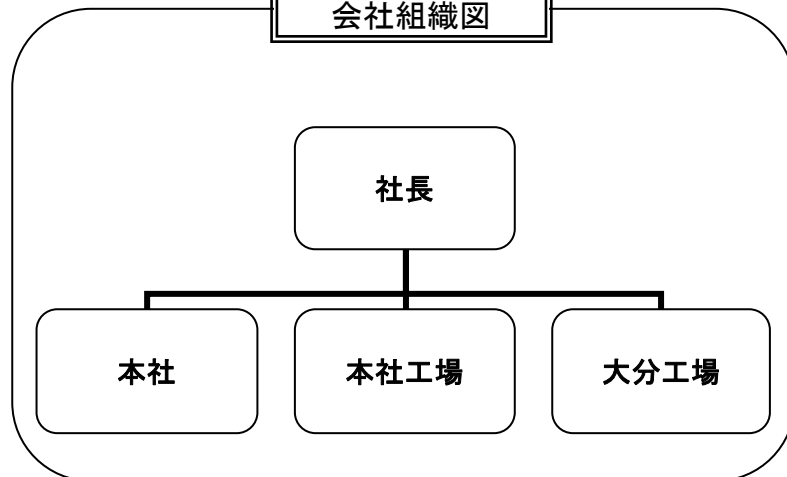 会社組織図
社長
本社
本社工場
大分工場